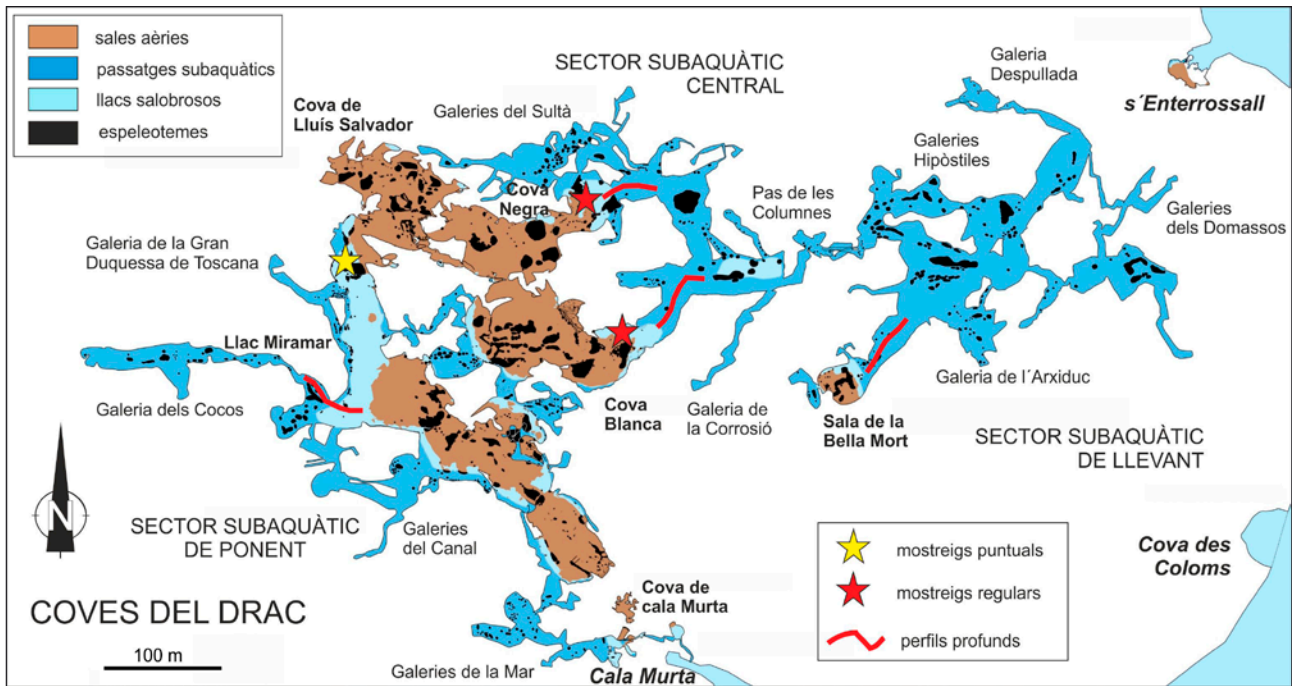 sales aèries
passatges subaquàtics
llacs salobrosos
espeleotemes
SECTOR SUBAQUÀTIC
CENTRAL
Galeria
Despullada
s´Enterrossall
Cova de
Lluís Salvador
Galeries del Sultà
Galeries
Hipòstiles
Cova
Negra
Pas de les
Columnes
Galeries
dels Domassos
Galeria de la Gran
Duquessa de Toscana
Llac Miramar
Galeria dels Cocos
Cova
Blanca
Galeria de
la Corrosió
Galeria de l´Arxiduc
Sala de la
Bella Mort
SECTOR SUBAQUÀTIC
DE LLEVANT
N
SECTOR SUBAQUÀTIC
DE PONENT
Galeries
del Canal
mostreigs puntuals
mostreigs regulars
perfils profunds
Cova des
Coloms
COVES DEL DRAC
100 m
Cova de
cala Murta
Galeries de la Mar
Cala Murta